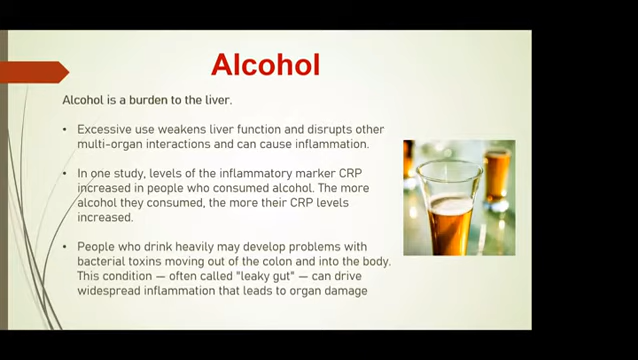 Alcohol
Alcohol is a burden to the liver.
• Excessive use weakens liver function and disrupts other
multi-organ interactions and can cause inflammation.
• In one study, levels of the inflammatory marker CRP
increased in people who consumed alcohol. The more
alcohol they consumed, the more their CRP levels
increased.
• People who drink heavily may develop problems with
bacterial toxins moving out of the colon and into the body.
This condition — often called "leaky gut" — can drive
widespread inflammation that leads to organ damage